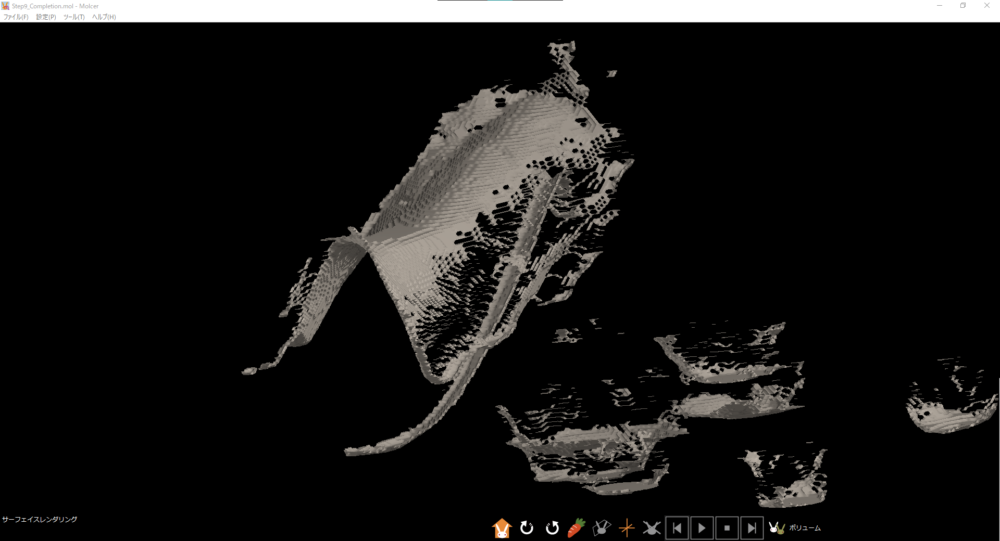 Step9_Completion.mol - Molcer
ファイル(F) 設定(P) ツール(T) ヘルプ(H)
サーフェイスレンダリング
ボリューム